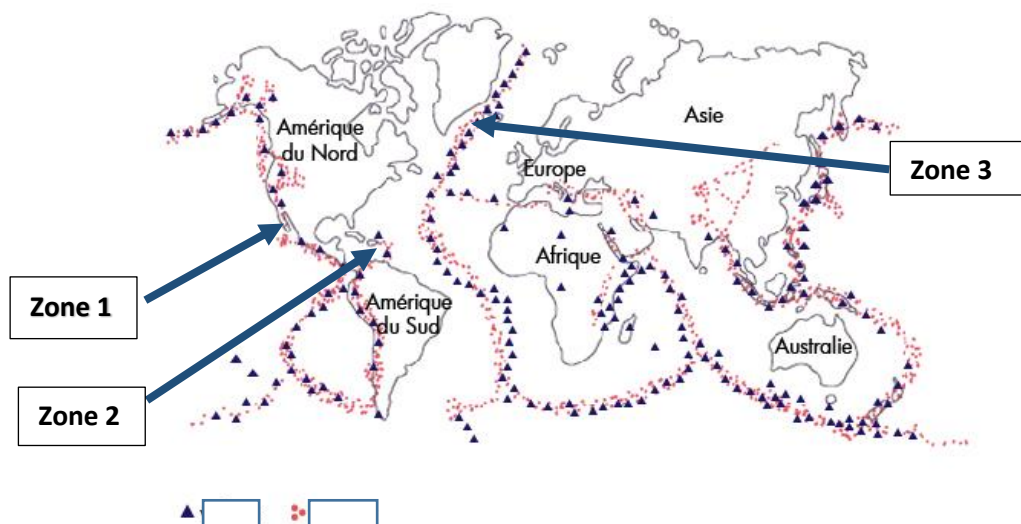 Amérique
du Nord
Asie
Europe
Zone 3
Afrique
Zone 1
Amérique
du Sud
Australie
Zone 2